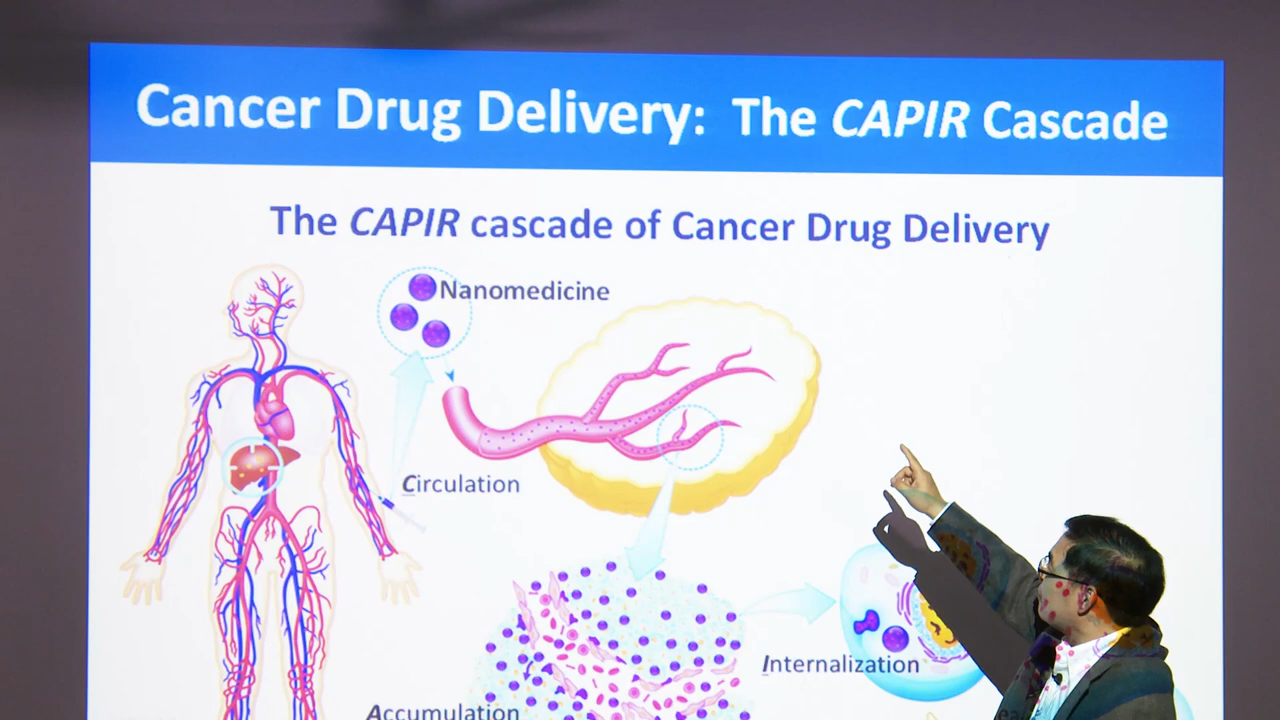 Cancer Drug Delivery: The CAPIR Cascade
The CAPIR cascade of Cancer Drug Delivery
Nanomedicine
Circulation
Internalization
Accumulation